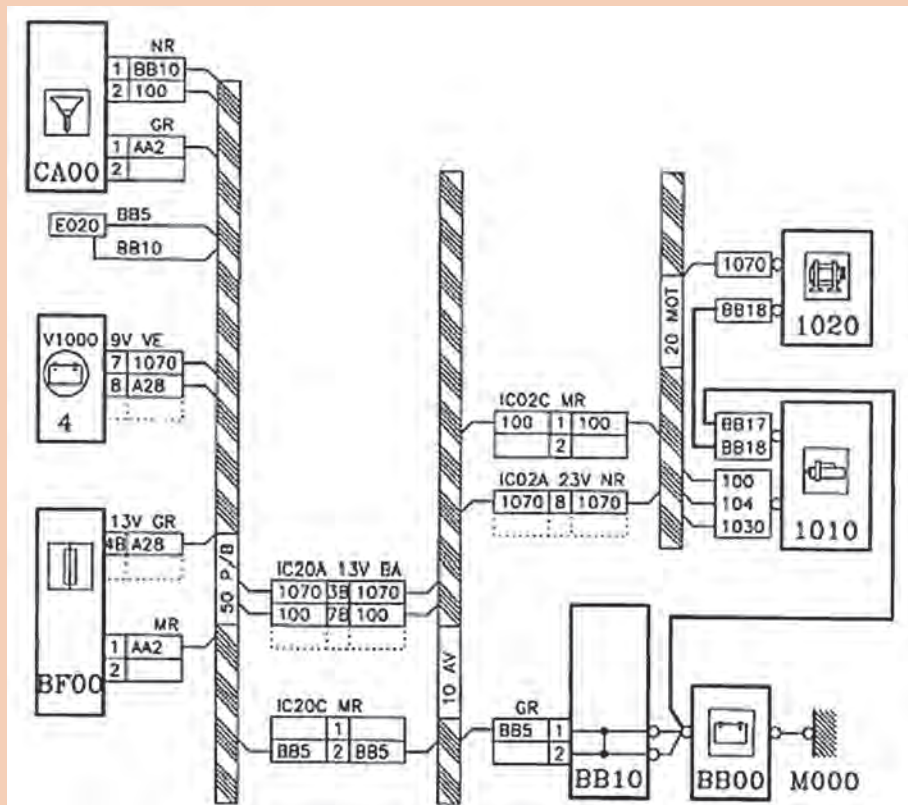 NR
1 BB10
2 100
GR
1 AA2
2
CA00
E020
BB5
BB10
V1000
9V VE
7 1070
8 A28
4
13V GR
4B A28
MR
1 AA2
2
BF00
50 P/B
IC20A 13V BA
1070 3B 1070
100 7B 100
IC20C MR
1
BB5 2 BB5
10 AV
IC02C MR
100 1 100
2
IC02A 23V NR
1070 8 1070
20 MOT
1070
BB18
1020
BB17
BB18
100
104
1030
1010
GR
BB5 1
2
BB10
BB00
M000